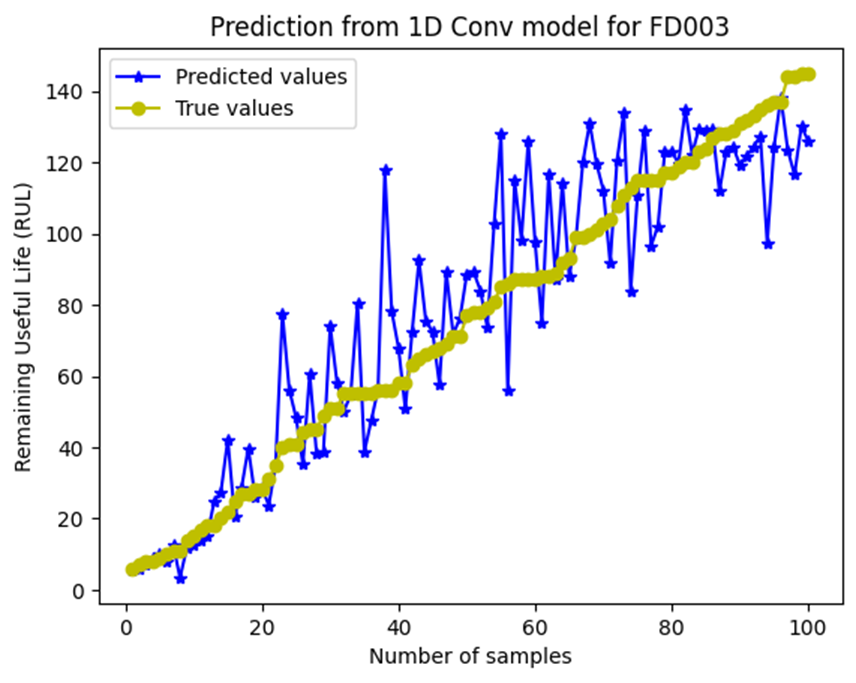 Prediction from 1D Conv model for FD003
Predicted values
True values
Remaining Useful Life (RUL)
140
120
100
80
60
40
20
0
0 20 40 60 80 100
Number of samples